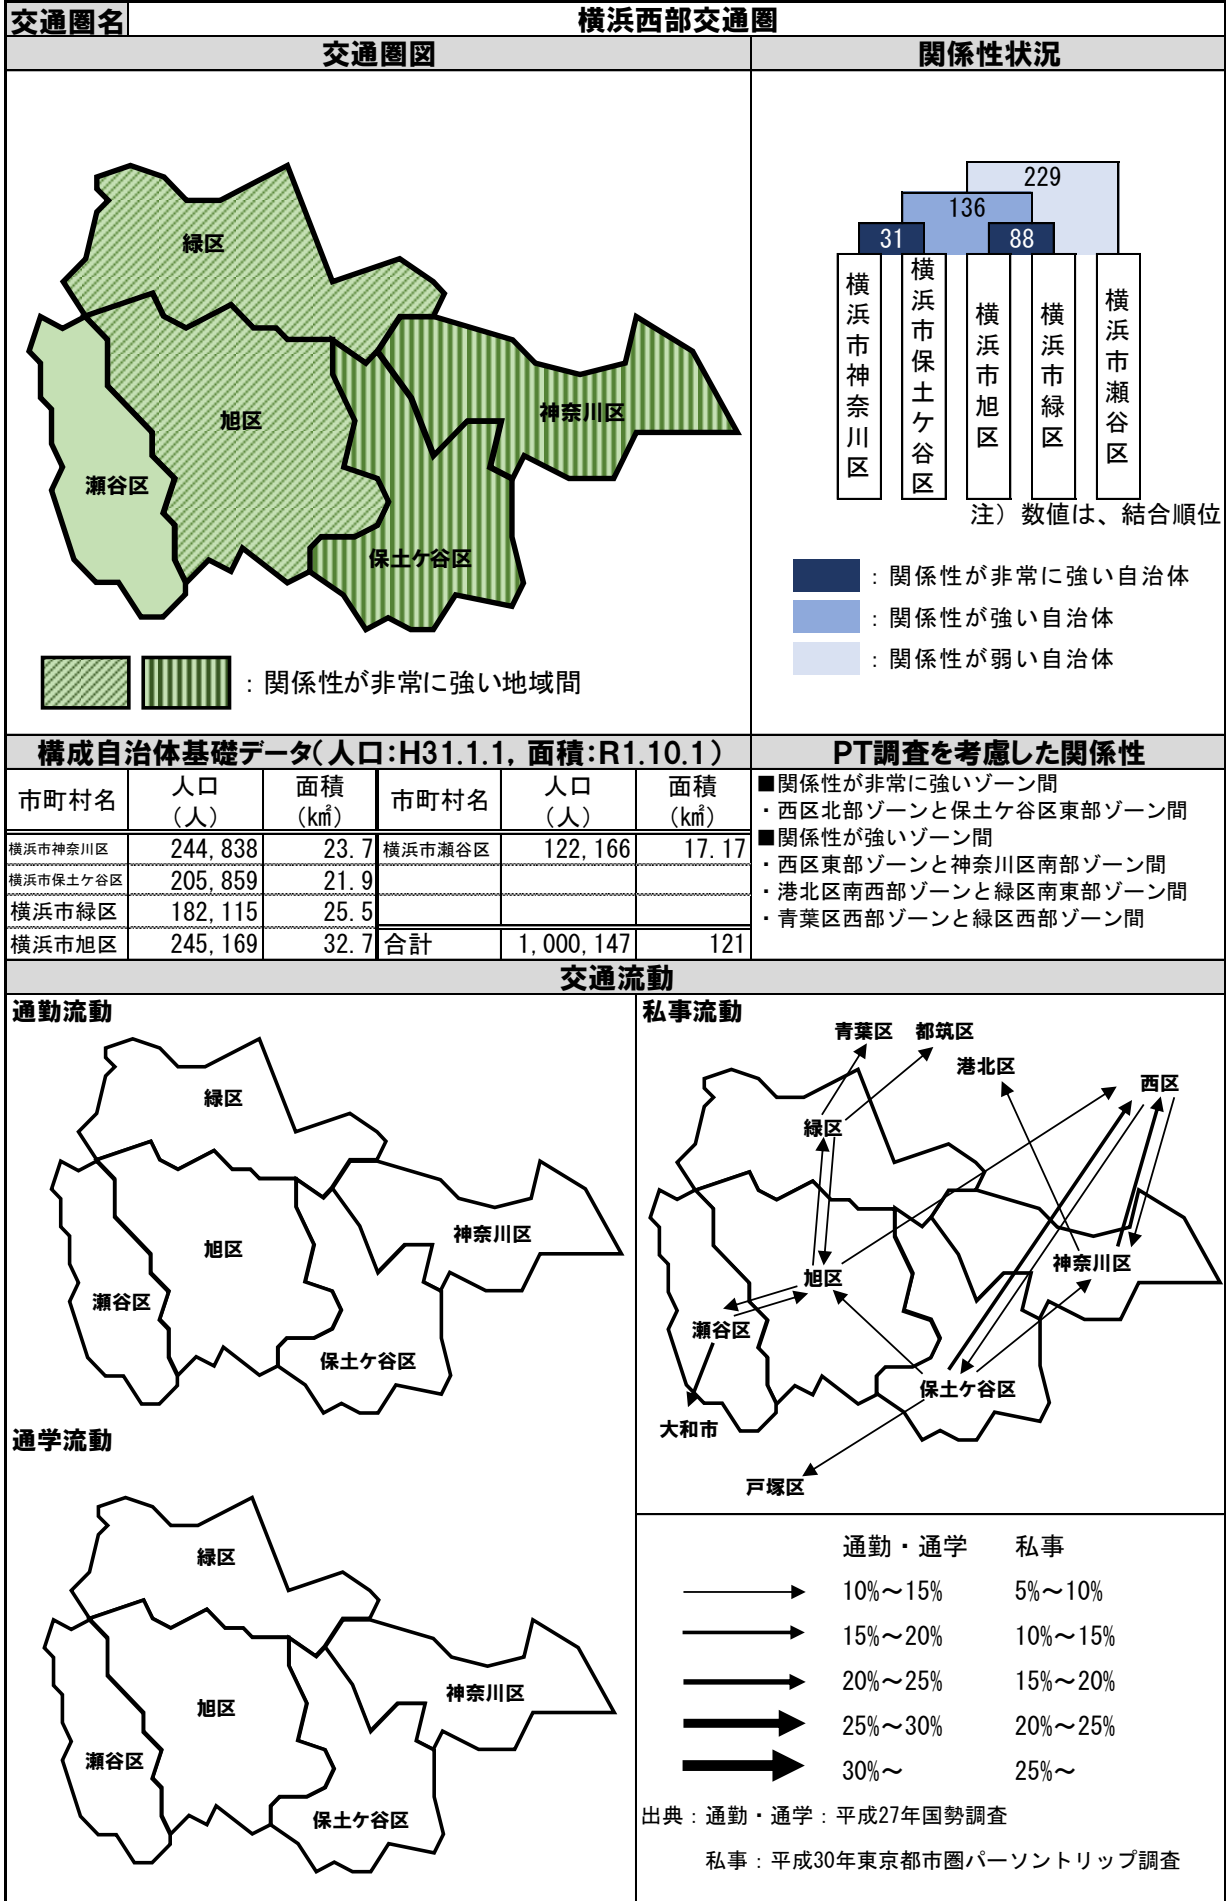 交通圏名
横浜西部交通圏
交通圏図
関係性状況
緑区
旭区
神奈川区
瀬谷区
保土ケ谷区
：関係性が非常に強い地域間
229
136
31
88
横浜市神奈川区
横浜市保土ケ谷区
横浜市旭区
横浜市緑区
横浜市瀬谷区
注）数値は、結合順位
：関係性が非常に強い自治体
：関係性が強い自治体
：関係性が弱い自治体
構成自治体基礎データ（人口：H31.1.1，面積：R1.10.1）
市町村名 人口（人） 面積（k㎡） 市町村名 人口（人） 面積（k㎡）
横浜市神奈川区 244,838 23.7 横浜市瀬谷区 122,166 17.17
横浜市保土ケ谷区 205,859 21.9
横浜市緑区 182,115 25.5
横浜市旭区 245,169 32.7 合計 1,000,147 121
PT調査を考慮した関係性
■関係性が非常に強いゾーン間
・西区北部ゾーンと保土ケ谷区東部ゾーン間
■関係性が強いゾーン間
・西区東部ゾーンと神奈川区南部ゾーン間
・港北区南西部ゾーンと緑区南東部ゾーン間
・青葉区西部ゾーンと緑区西部ゾーン間
交通流動
通勤流動
緑区
神奈川区
旭区
瀬谷区
保土ケ谷区
通学流動
緑区
神奈川区
旭区
瀬谷区
保土ケ谷区
私事流動
青葉区
都筑区
港北区
西区
緑区
神奈川区
旭区
瀬谷区
保土ケ谷区
大和市
戸塚区
通勤・通学 私事
10%～15% 5%～10%
15%～20% 10%～15%
20%～25% 15%～20%
25%～30% 20%～25%
30%～ 25%～
出典：通勤・通学：平成27年国勢調査
私事：平成30年東京都市圏パーソントリップ調査